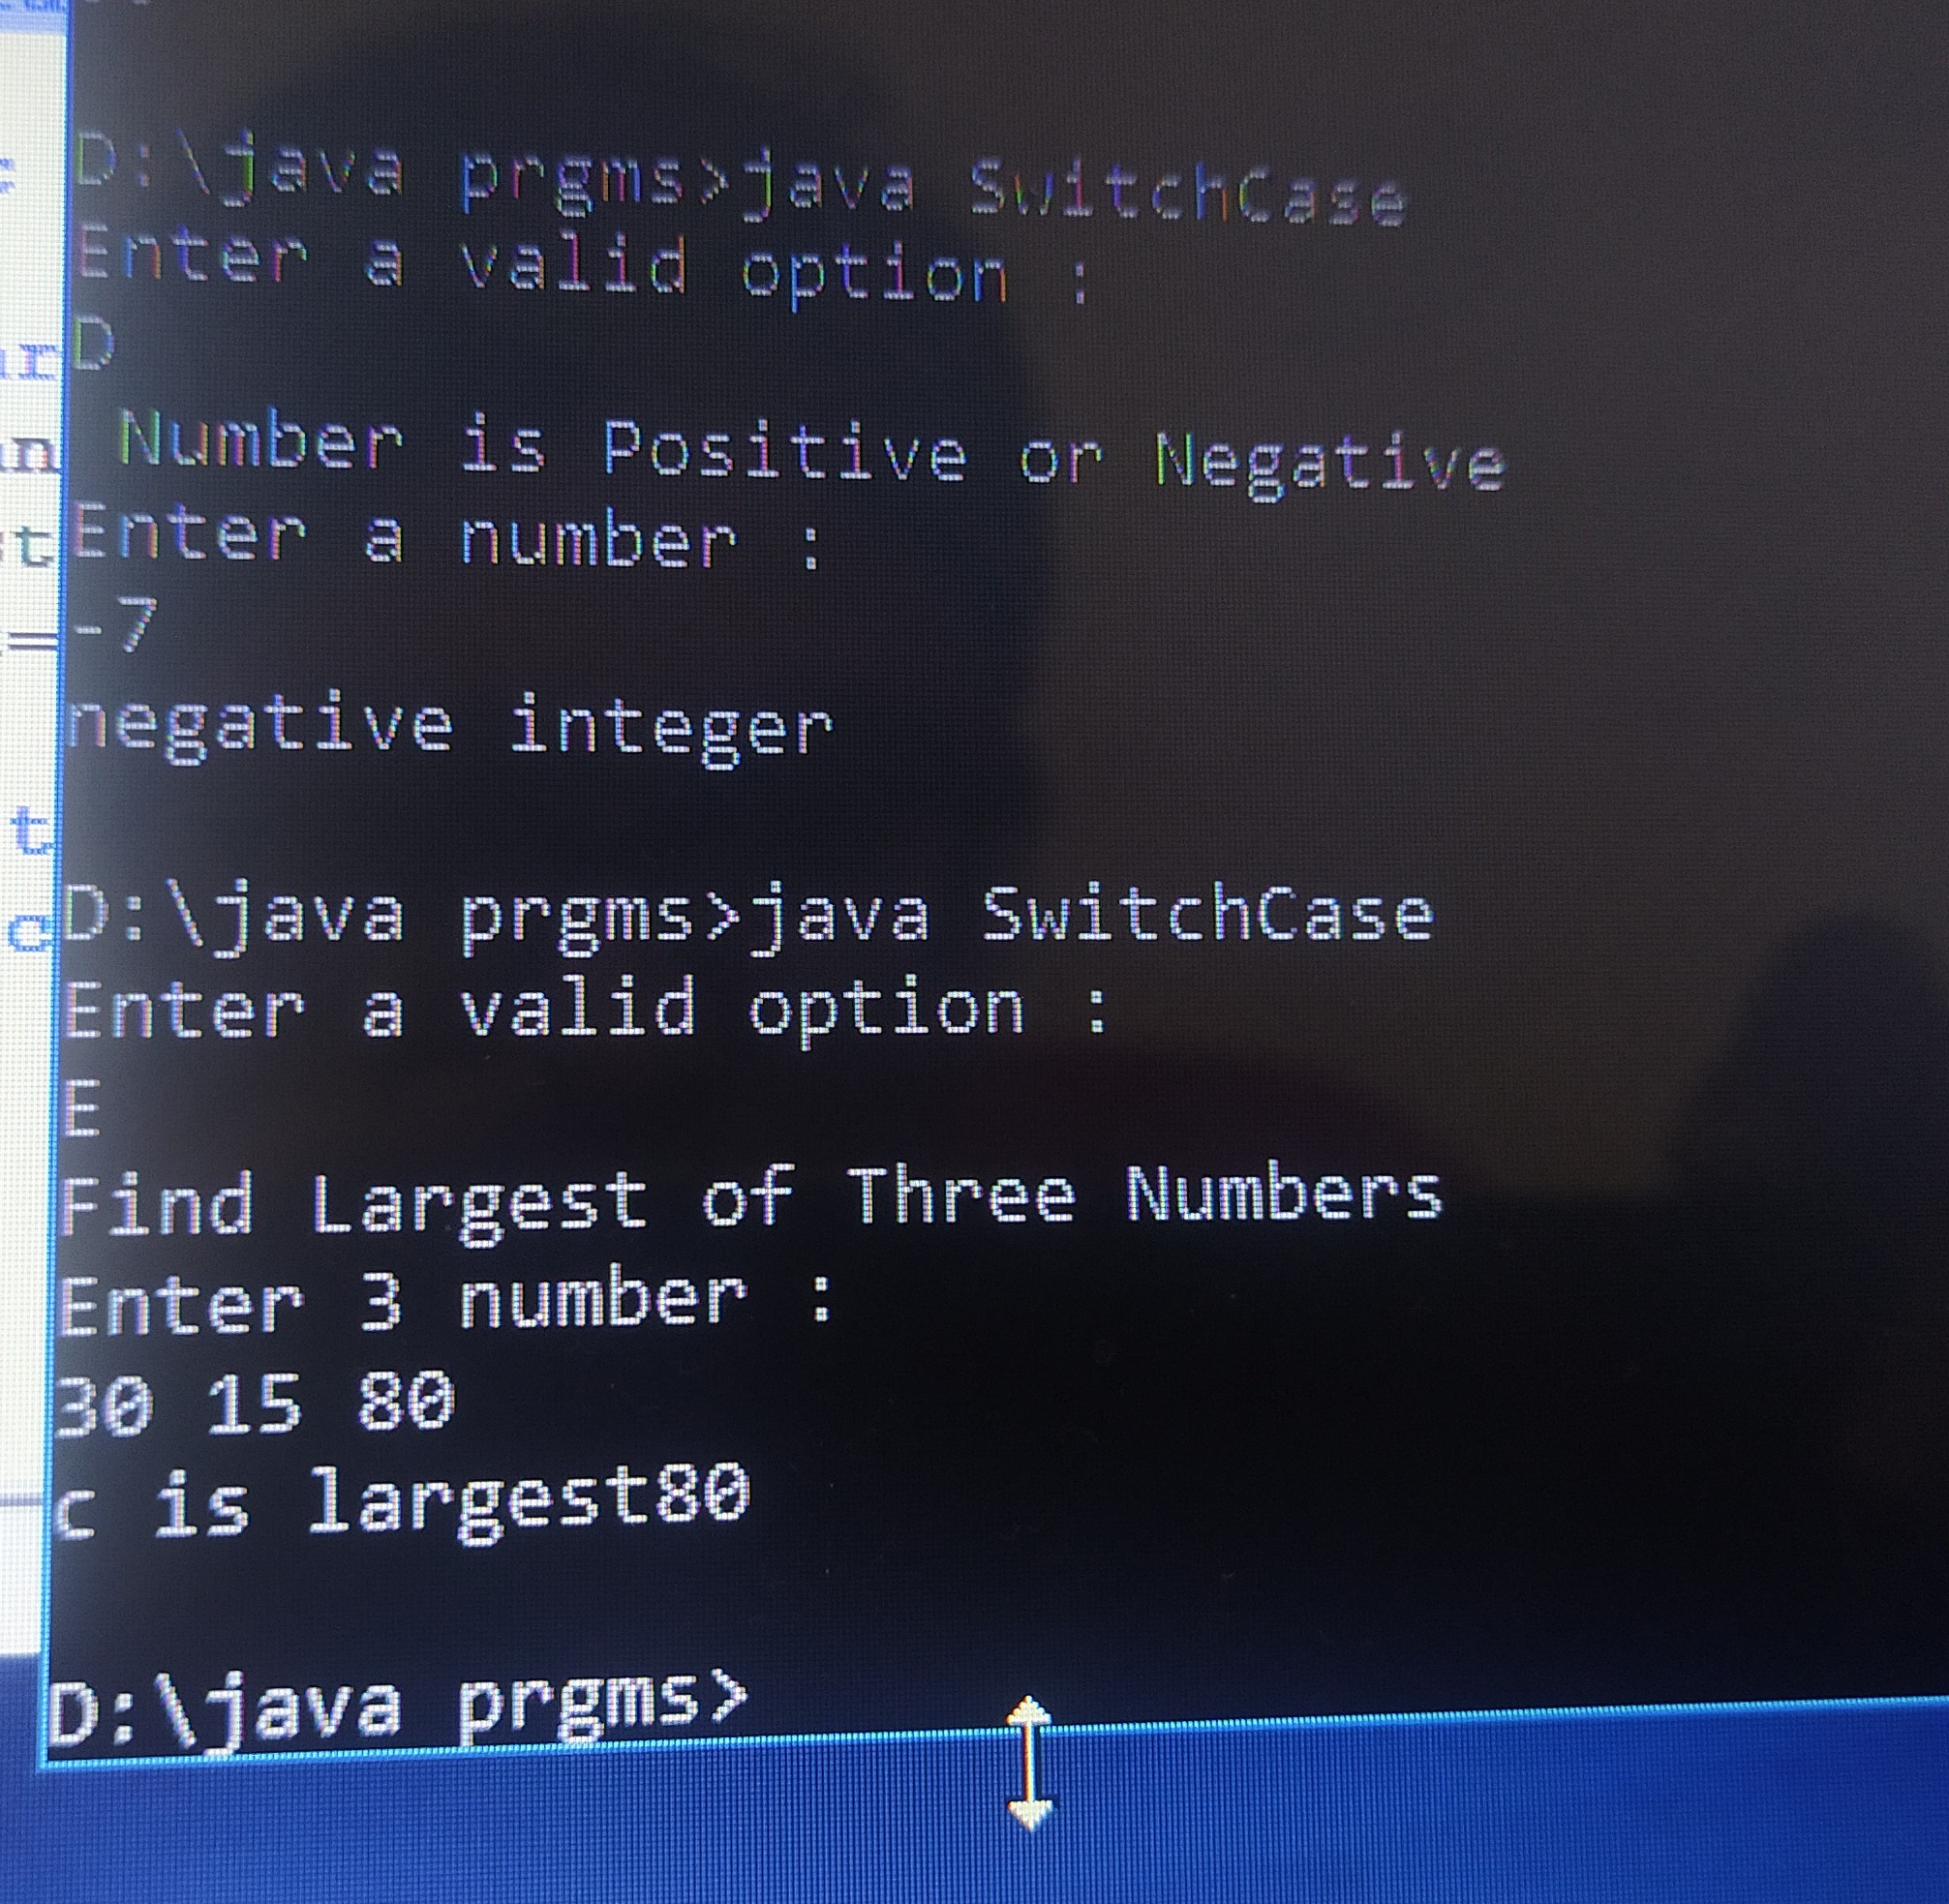 D:\java prgms>java SwitchCase
Enter a valid option :
D
 Number is Positive or Negative
Enter a number :
-7
negative integer

D:\java prgms>java SwitchCase
Enter a valid option :
E
Find Largest of Three Numbers
Enter 3 number :
30 15 80
c is largest80

D:\java prgms>